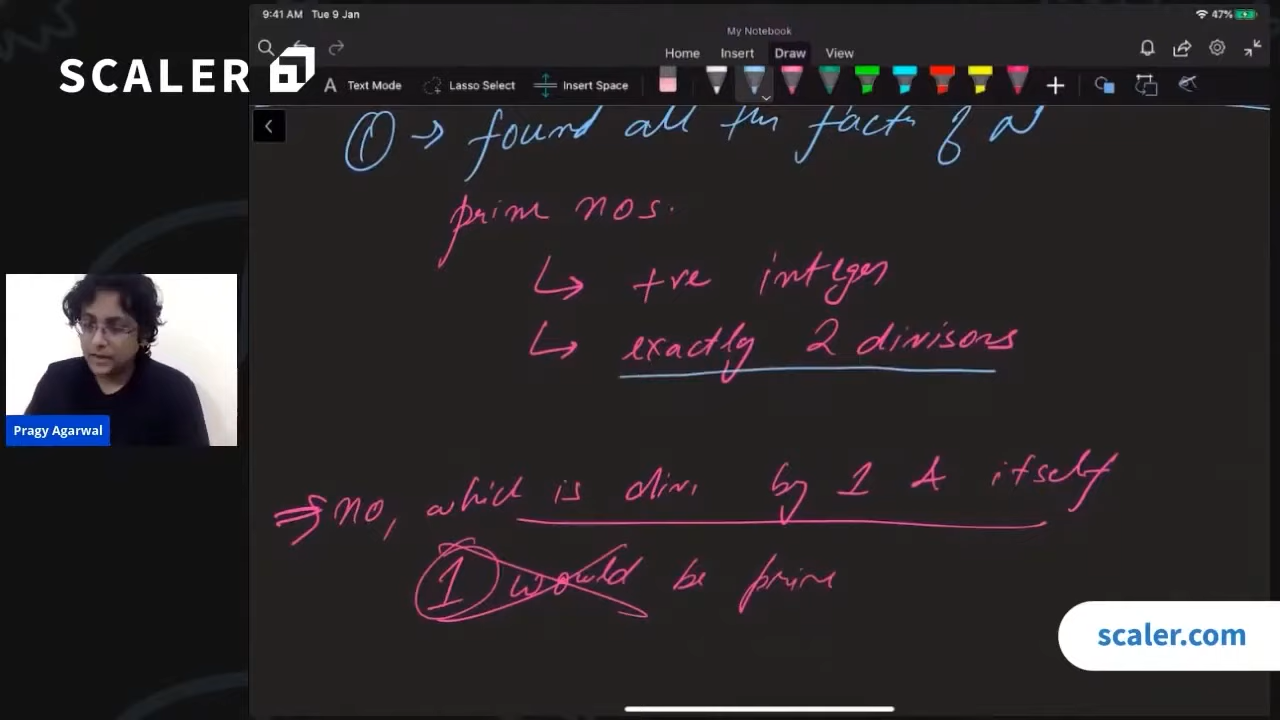 9:41 AM Tue 9 Jan
47%
My Notebook
Home Insert Draw View
SCALER
A Text Mode Lasso Select Insert Space
① → found all the fact of N
prime nos.
↳ +ve integer
↳ exactly 2 divisors
Pragy Agarwal
⇒ no, which is div. by 1 & itself
① would be prime
scaler.com